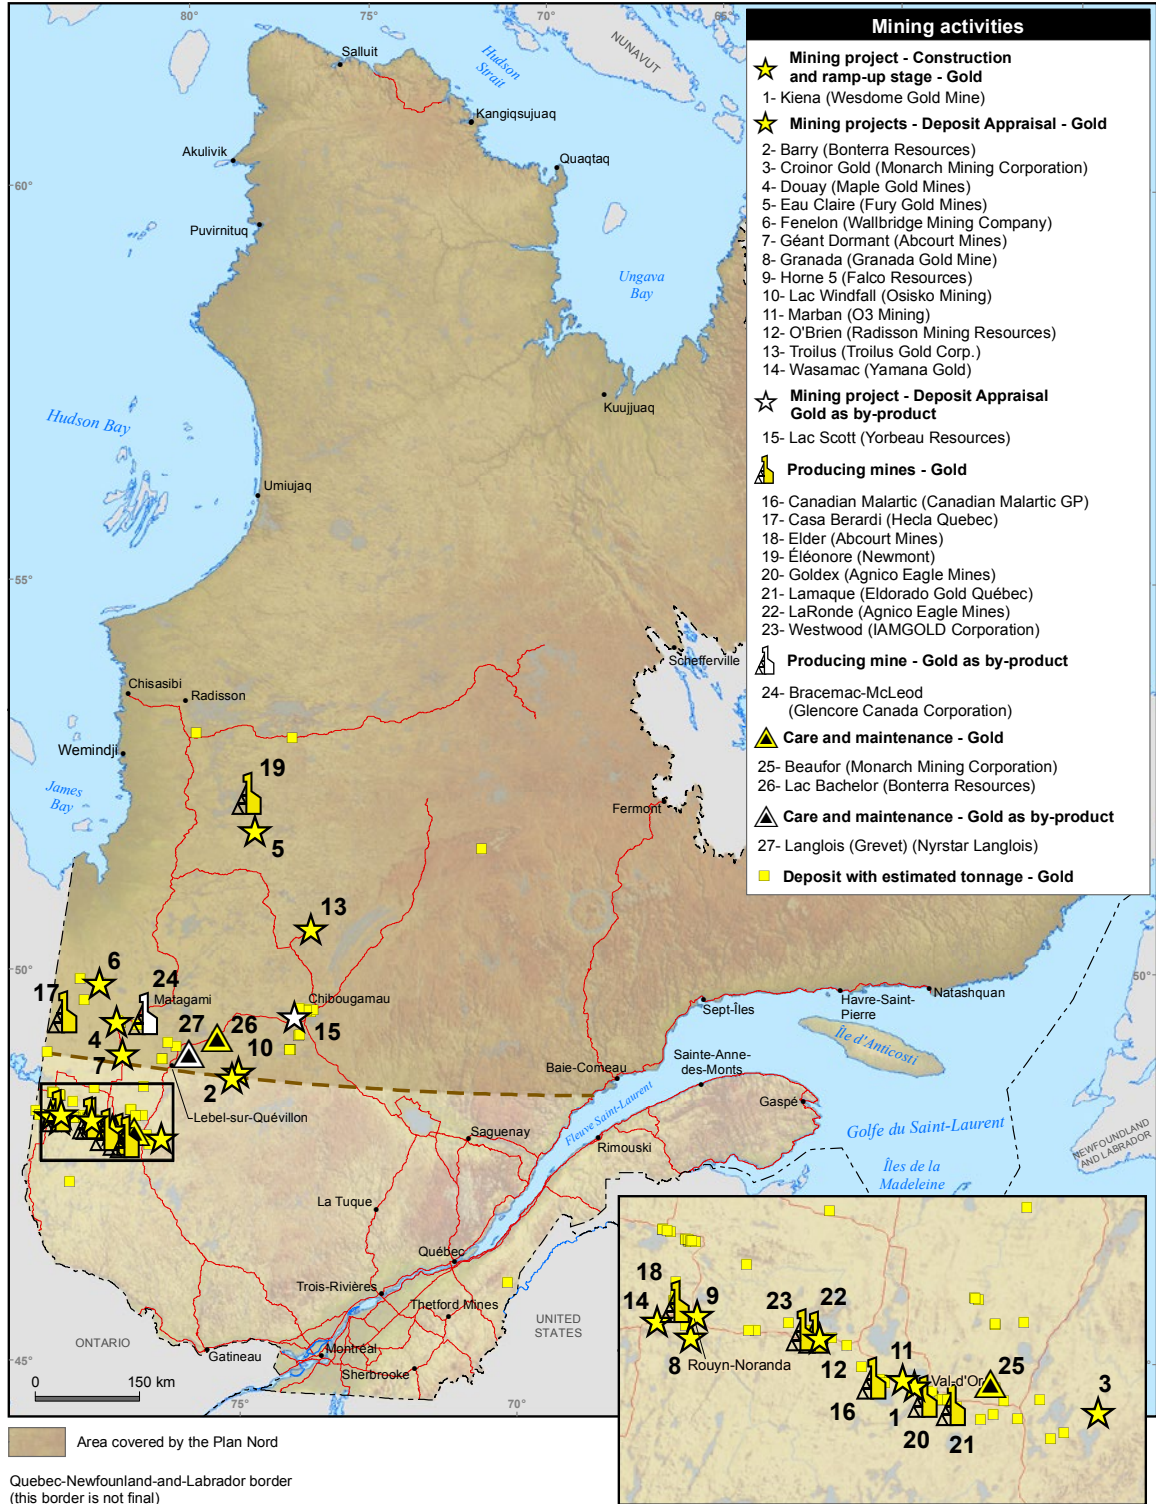 80°
75°
70°
65°
Mining activities
Mining project - Construction
and ramp-up stage - Gold
1- Kiena (Wesdome Gold Mine)
Mining projects - Deposit Appraisal - Gold
2- Barry (Bonterra Resources)
3- Croinor Gold (Monarch Mining Corporation)
4- Douay (Maple Gold Mines)
5- Eau Claire (Fury Gold Mines)
6- Fenelon (Wallbridge Mining Company)
7- Géant Dormant (Abcourt Mines)
8- Granada (Granada Gold Mine)
9- Horne 5 (Falco Resources)
10- Lac Windfall (Osisko Mining)
11- Marban (O3 Mining)
12- O'Brien (Radisson Mining Resources)
13- Troilus (Troilus Gold Corp.)
14- Wasamac (Yamana Gold)
Mining project - Deposit Appraisal
Gold as by-product
15- Lac Scott (Yorbeau Resources)
Producing mines - Gold
16- Canadian Malartic (Canadian Malartic GP)
17- Casa Berardi (Hecla Quebec)
18- Elder (Abcourt Mines)
19- Éléonore (Newmont)
20- Goldex (Agnico Eagle Mines)
21- Lamaque (Eldorado Gold Québec)
22- LaRonde (Agnico Eagle Mines)
23- Westwood (IAMGOLD Corporation)
Producing mine - Gold as by-product
24- Bracemac-McLeod
(Glencore Canada Corporation)
Care and maintenance - Gold
25- Beaufor (Monarch Mining Corporation)
26- Lac Bachelor (Bonterra Resources)
Care and maintenance - Gold as by-product
27- Langlois (Grevet) (Nyrstar Langlois)
Deposit with estimated tonnage - Gold
Salluit
Hudson
Strait
NUNAVUT
Kangiqsujuaq
Akulivik
Quaqtaq
60°
Puvirnituq
Ungava
Bay
Kuujjuaq
Hudson Bay
Umiujaq
55°
Schefferville
Chisasibi
Radisson
Wemindji
James
Bay
19
5
Fermont
13
6
50°
50°
17
24
Matagami
Chibougamau
15
4
27
26
10
7
2
Lebel-sur-Quévillon
Sept-Îles
Havre-Saint-
Pierre
Natashquan
Île d'Anticosti
Baie-Comeau
Sainte-Anne-
des-Monts
Gaspé
Fleuve Saint-Laurent
Golfe du Saint-Laurent
NEWFOUNDLAND
AND LABRADOR
Saguenay
Rimouski
Îles de la
Madeleine
La Tuque
Québec
Trois-Rivières
Thetford Mines
UNITED
STATES
ONTARIO
Gatineau
Montréal
Sherbrooke
45°
0
150 km
75°
70°
18
14
9
8
Rouyn-Noranda
23
22
12
11
16
1
Val-d'Or
25
20
21
3
Area covered by the Plan Nord
Quebec-Newfounland-and-Labrador border
(this border is not final)